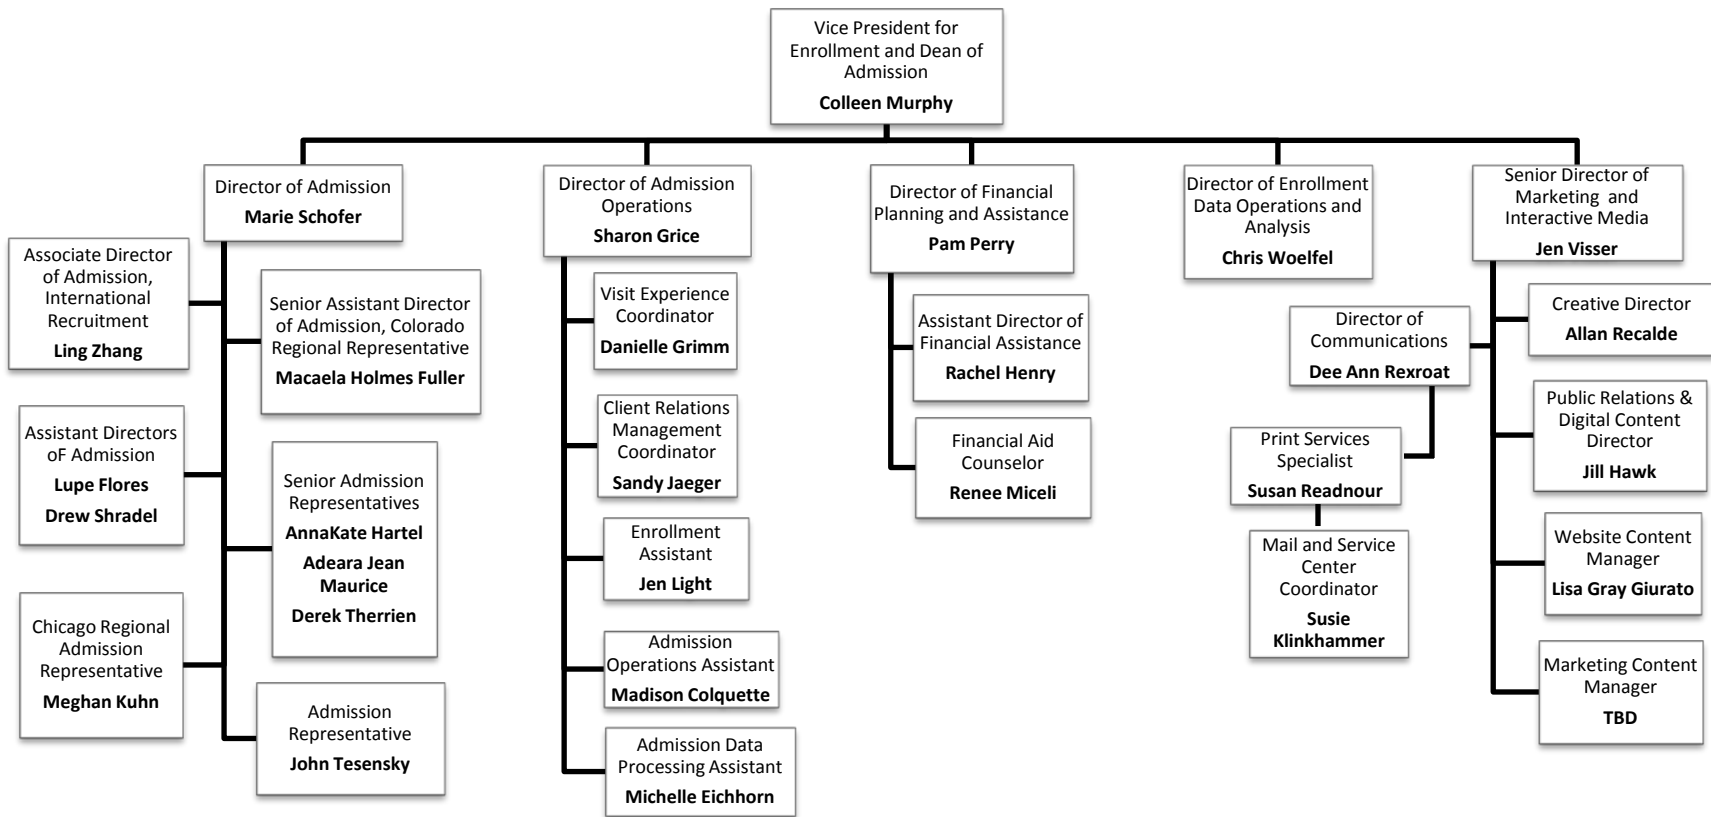 Vice President for
Enrollment and Dean of
Admission
Colleen Murphy
Director of Admission
Marie Schofer
Associate Director
of Admission,
International
Recruitment
Ling Zhang
Senior Assistant Director
of Admission, Colorado
Regional Representative
Macaela Holmes Fuller
Assistant Directors
oF Admission
Lupe Flores
Drew Shradel
Senior Admission
Representatives
AnnaKate Hartel
Adeara Jean
Maurice
Derek Therrien
Chicago Regional
Admission
Representative
Meghan Kuhn
Admission
Representative
John Tesensky
Director of Admission
Operations
Sharon Grice
Visit Experience
Coordinator
Danielle Grimm
Client Relations
Management
Coordinator
Sandy Jaeger
Enrollment
Assistant
Jen Light
Admission
Operations Assistant
Madison Colquette
Admission Data
Processing Assistant
Michelle Eichhorn
Director of Financial
Planning and Assistance
Pam Perry
Assistant Director of
Financial Assistance
Rachel Henry
Financial Aid
Counselor
Renee Miceli
Director of Enrollment
Data Operations and
Analysis
Chris Woelfel
Senior Director of
Marketing and
Interactive Media
Jen Visser
Director of
Communications
Dee Ann Rexroat
Print Services
Specialist
Susan Readnour
Mail and Service
Center
Coordinator
Susie
Klinkhammer
Creative Director
Allan Recalde
Public Relations &
Digital Content
Director
Jill Hawk
Website Content
Manager
Lisa Gray Giurato
Marketing Content
Manager
TBD